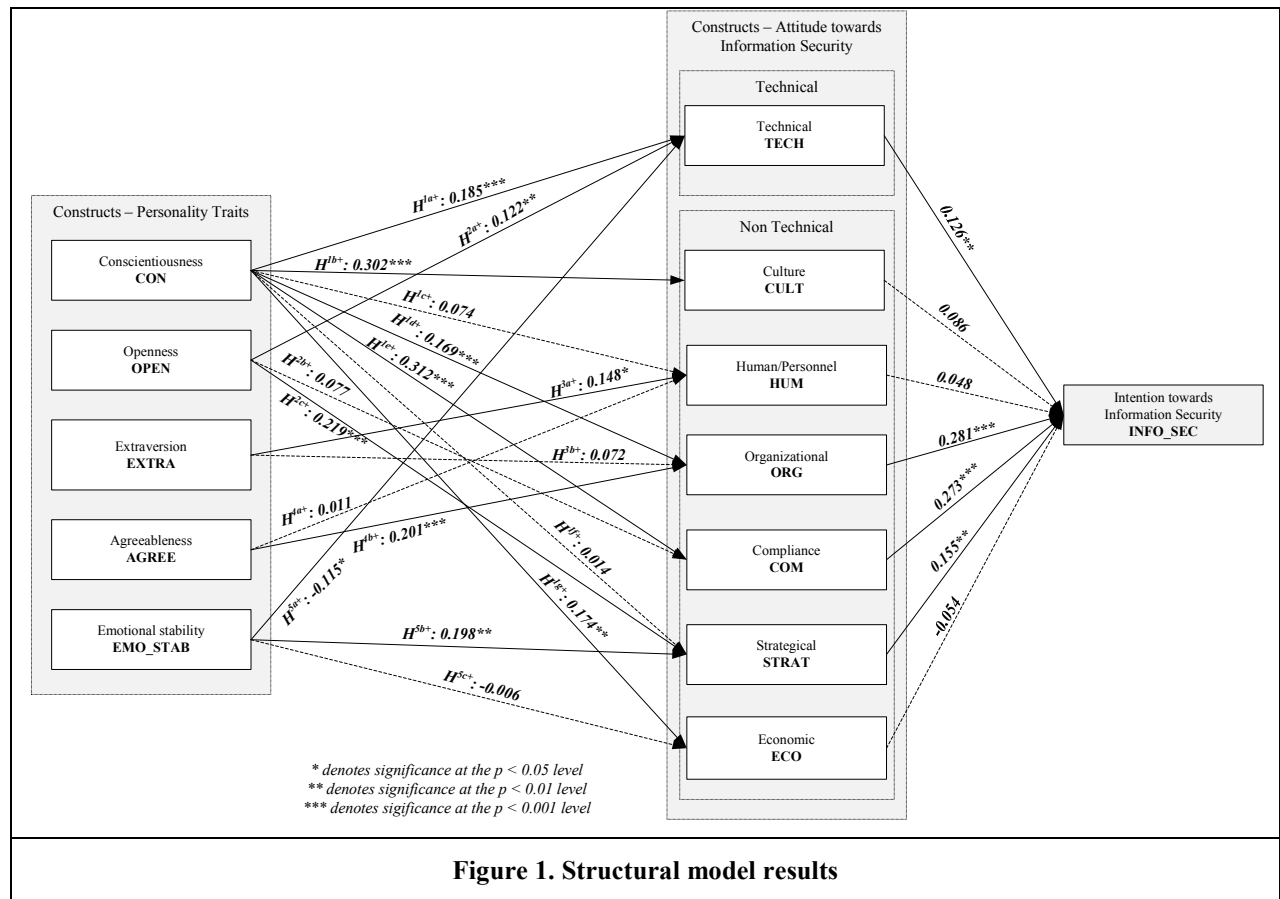 Constructs – Attitude towards
Information Security
Technical
Technical
TECH
Constructs – Personality Traits
Conscientiousness
CON
Openness
OPEN
Extraversion
EXTRA
Agreeableness
AGREE
Emotional stability
EMO_STAB
H1a+: 0.185***
H2a+: 0.122**
H1b+: 0.302***
H1c+: 0.074
H1d+: 0.169***
H1e+: 0.312***
H2b+: 0.077
H2c+: 0.219***
H3a+: 0.148*
H3b+: 0.072
H4a+: 0.011
H4b+: 0.201***
H1f+: 0.014
H1g+: 0.174**
H5a+: -0.115*
H5b+: 0.198**
H5c+: -0.006
Non Technical
Culture
CULT
Human/Personnel
HUM
Organizational
ORG
Compliance
COM
Strategical
STRAT
Economic
ECO
0.126**
0.086
0.048
0.281***
0.273***
0.155**
-0.054
Intention towards
Information Security
INFO_SEC
* denotes significance at the p < 0.05 level
** denotes significance at the p < 0.01 level
*** denotes sigificance at the p < 0.001 level
Figure 1. Structural model results